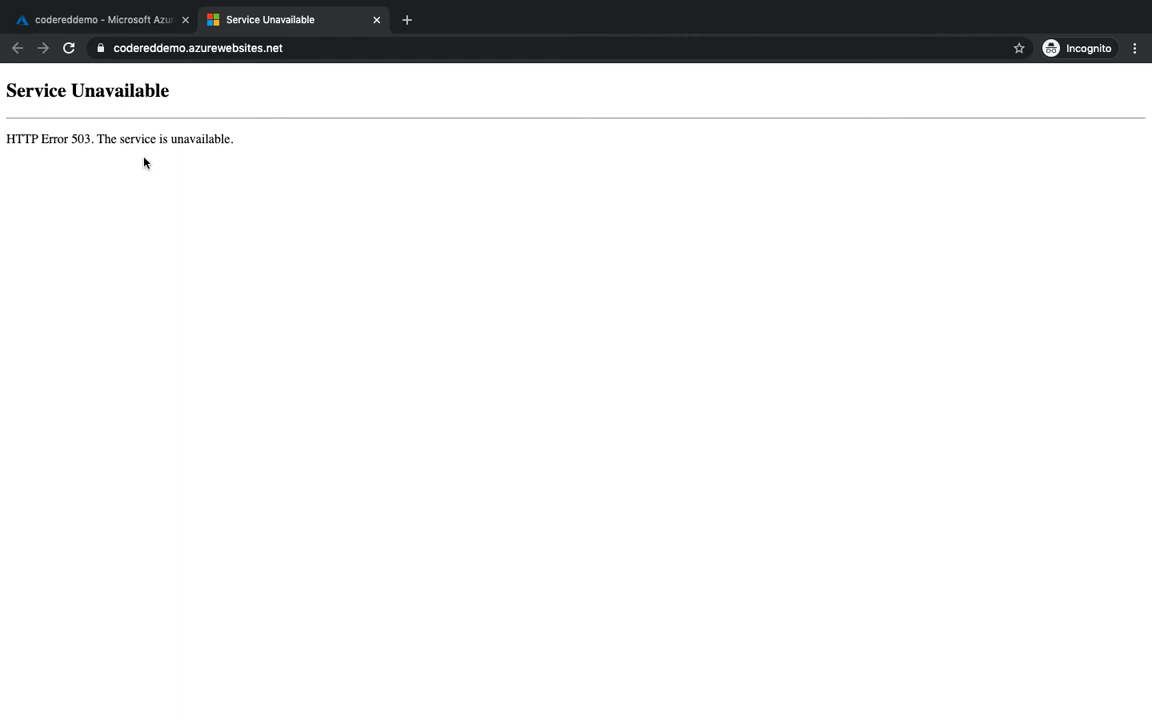 codereddemo - Microsoft Azu
Service Unavailable
codereddemo.azurewebsites.net
Incognito
Service Unavailable
HTTP Error 503. The service is unavailable.